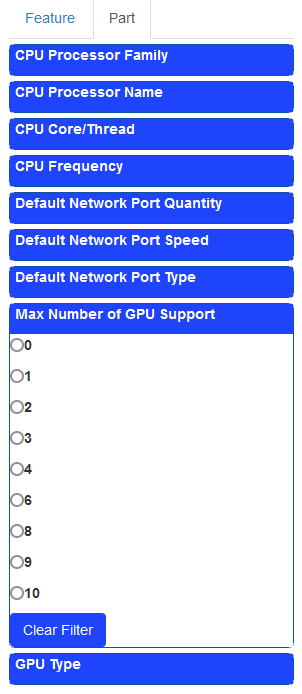 Feature Part
CPU Processor Family
CPU Processor Name
CPU Core/Thread
CPU Frequency
Default Network Port Quantity
Default Network Port Speed
Default Network Port Type
Max Number of GPU Support
0
1
2
3
4
6
8
9
10
Clear Filter
GPU Type